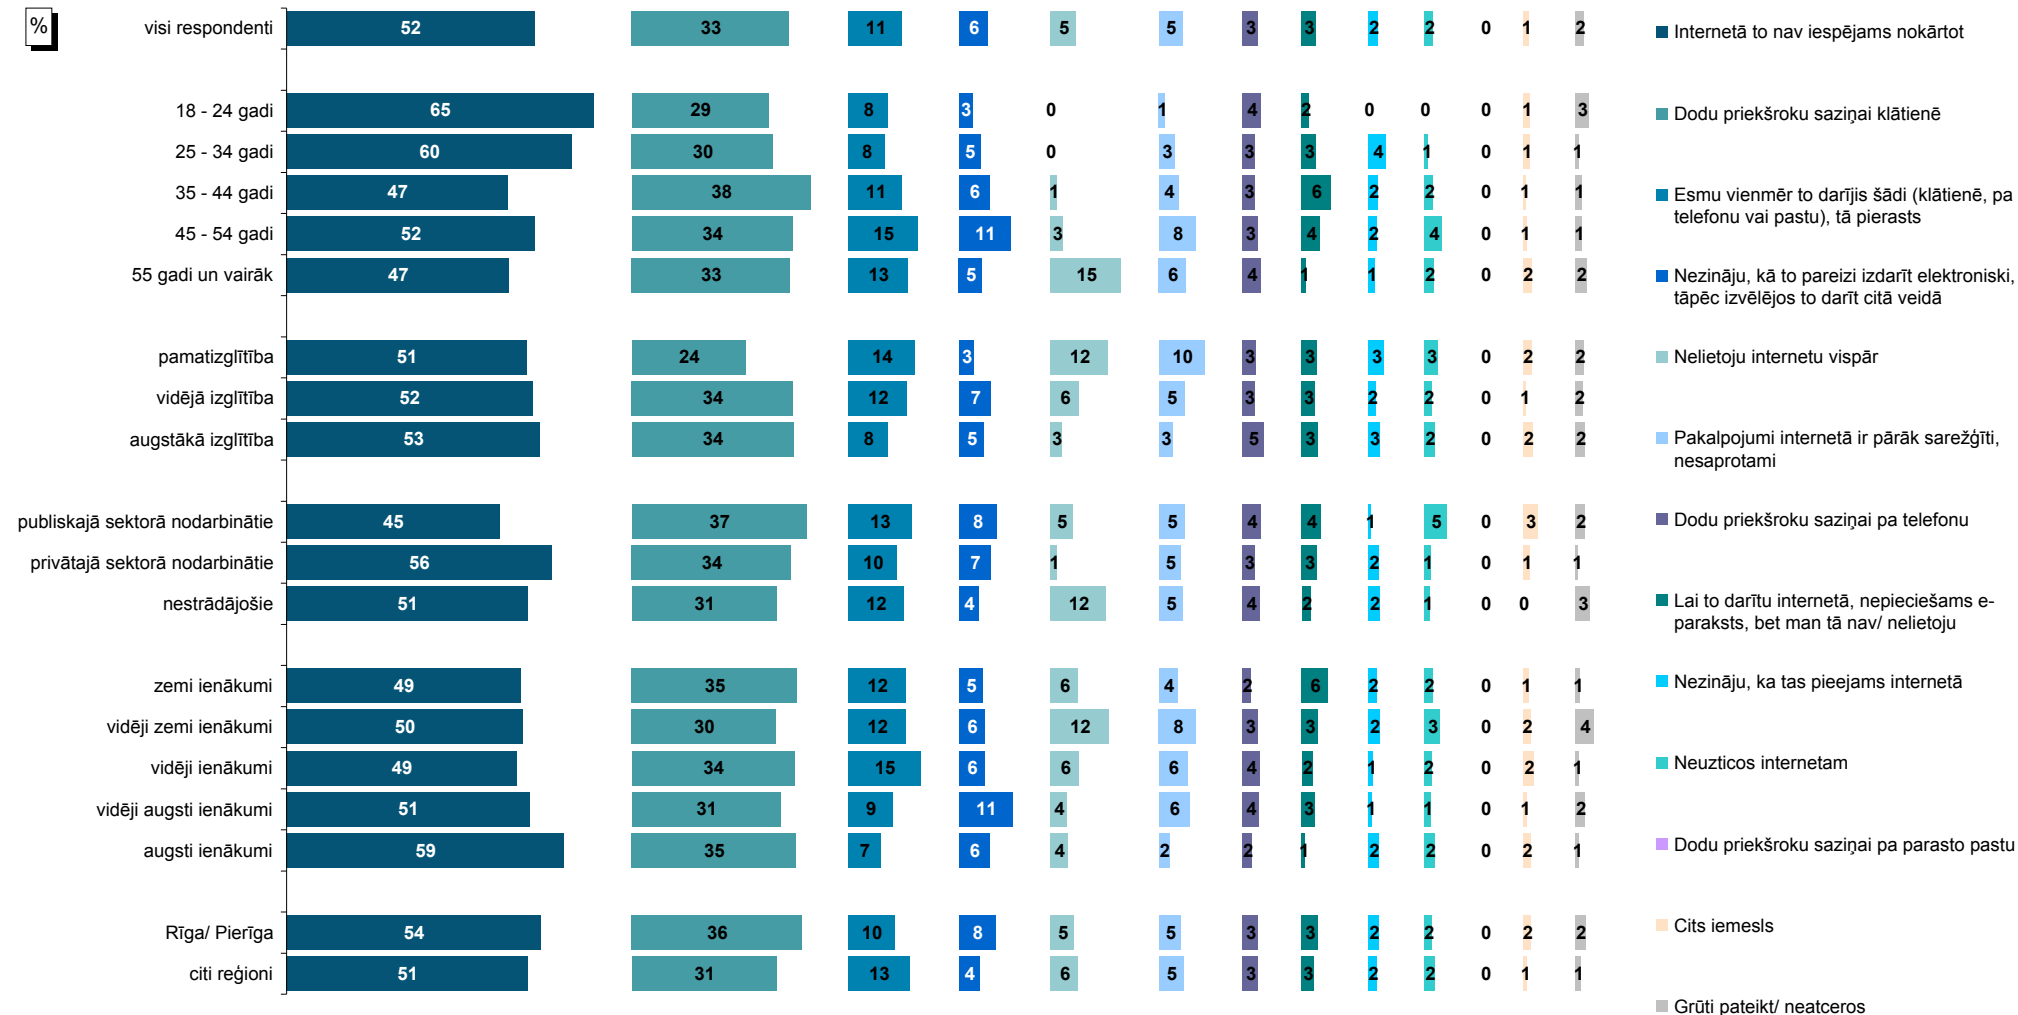 %
visi respondenti 52 33 11 6 5 5 3 3 2 2 0 1 2
18 - 24 gadi 65 29 8 3 0 1 4 2 0 0 0 1 3
25 - 34 gadi 60 30 8 5 0 3 3 3 4 1 0 1 1
35 - 44 gadi 47 38 11 6 1 4 3 6 2 2 0 1 1
45 - 54 gadi 52 34 15 11 3 8 3 4 2 4 0 1 1
55 gadi un vairāk 47 33 13 5 15 6 4 1 1 2 0 2 2
pamatizglītība 51 24 14 3 12 10 3 3 3 3 0 2 2
vidējā izglītība 52 34 12 7 6 5 3 3 2 2 0 1 2
augstākā izglītība 53 34 8 5 3 3 5 3 3 2 0 2 2
publiskajā sektorā nodarbinātie 45 37 13 8 5 5 4 4 1 5 0 3 2
privātajā sektorā nodarbinātie 56 34 10 7 1 5 3 3 2 1 0 1 1
nestrādājošie 51 31 12 4 12 5 4 2 2 1 0 0 3
zemi ienākumi 49 35 12 5 6 4 2 6 2 2 0 1 1
vidēji zemi ienākumi 50 30 12 6 12 8 3 3 2 3 0 2 4
vidēji ienākumi 49 34 15 6 6 6 4 2 1 2 0 2 1
vidēji augsti ienākumi 51 31 9 11 4 6 4 3 1 1 0 1 2
augsti ienākumi 59 35 7 6 4 2 2 1 2 2 0 2 1
Rīga/ Pierīga 54 36 10 8 5 5 3 3 2 2 0 2 2
citi reģioni 51 31 13 4 6 5 3 3 2 2 0 1 1
Internetā to nav iespējams nokārtot
Dodu priekšroku saziņai klātienē
Esmu vienmēr to darījis šādi (klātienē, pa
telefonu vai pastu), tā pierasts
Nezināju, kā to pareizi izdarīt elektroniski,
tāpēc izvēlējos to darīt citā veidā
Nelietoju internetu vispār
Pakalpojumi internetā ir pārāk sarežģīti,
nesaprotami
Dodu priekšroku saziņai pa telefonu
Lai to darītu internetā, nepieciešams e-
paraksts, bet man tā nav/ nelietoju
Nezināju, ka tas pieejams internetā
Neuzticos internetam
Dodu priekšroku saziņai pa parasto pastu
Cits iemesls
Grūti pateikt/ neatceros